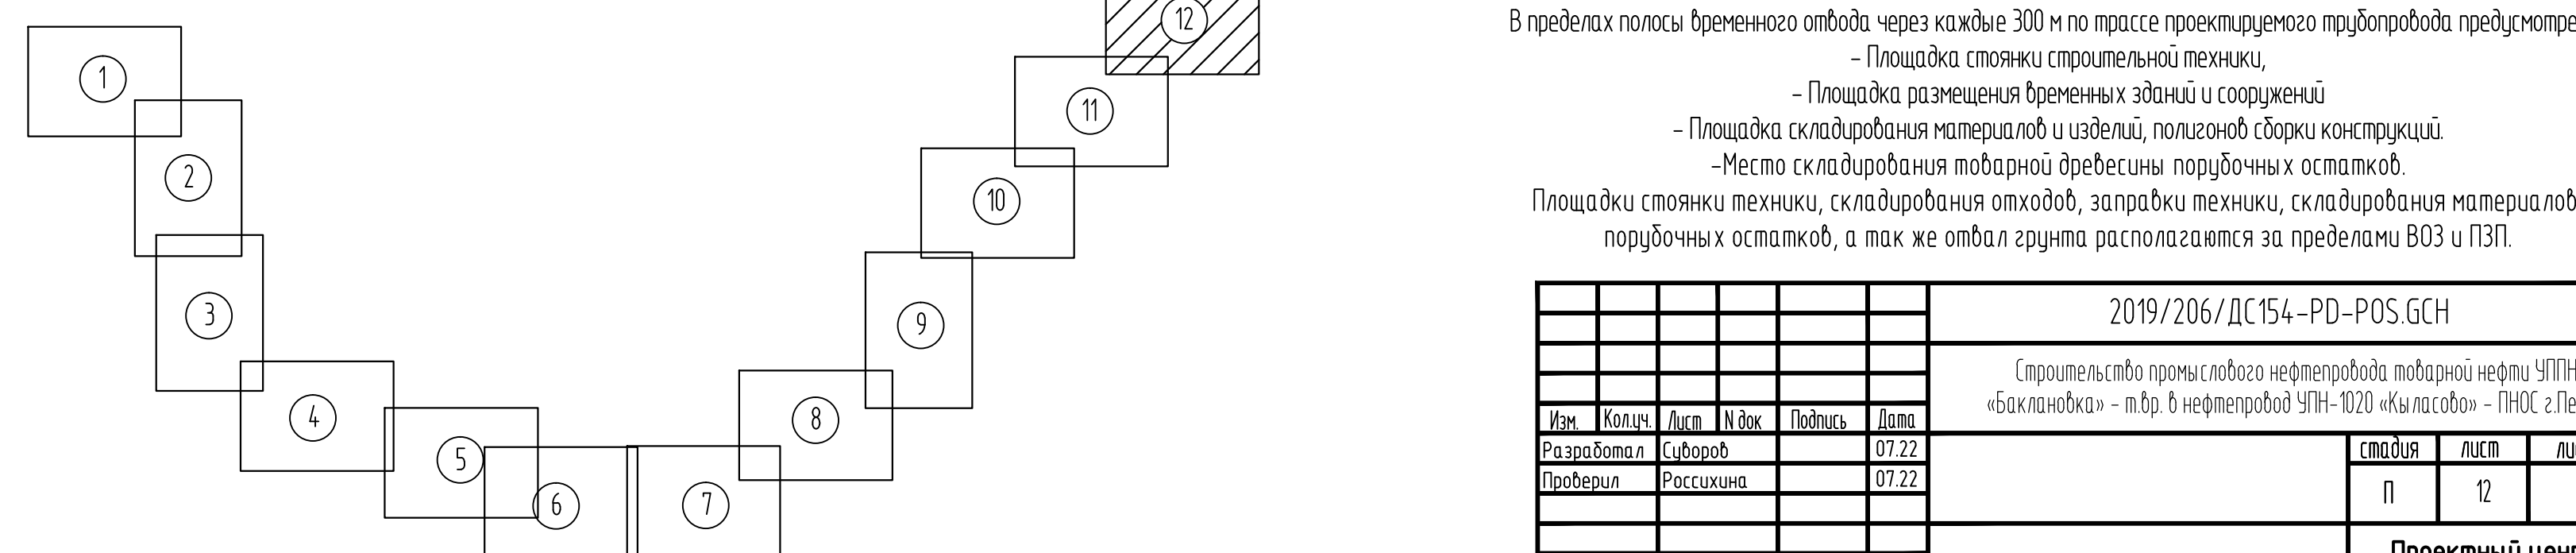 1
2
3
4
5
6
7
8
9
10
11
12
В пределах полосы временного отвода через каждые 300 м по трассе проектируемого трубопровода предусмотре
- Площадка стоянки строительной техники,
- Площадка размещения временных зданий и сооружений
- Площадка складирования материалов и изделий, полигонов сборки конструкций.
-Место складирования товарной древесины порубочных остатков.
Площадки стоянки техники, складирования отходов, заправки техники, складирования материалов
порубочных остатков, а так же отвал грунта располагаются за пределами ВОЗ и ПЗП.
2019/206/ДС154-PD-POS.GCH
Строительство промыслового нефтепровода товарной нефти УППН
«Баклановка» - т.вр. в нефтепровод УПН-1020 «Кыласово» - ПНОС г.Пе
Изм. Кол.уч. Лист N док Подпись Дата
Разработал Суворов 07.22
Проверил Россихина 07.22
стадия лист ли
П 12
Проектный цен